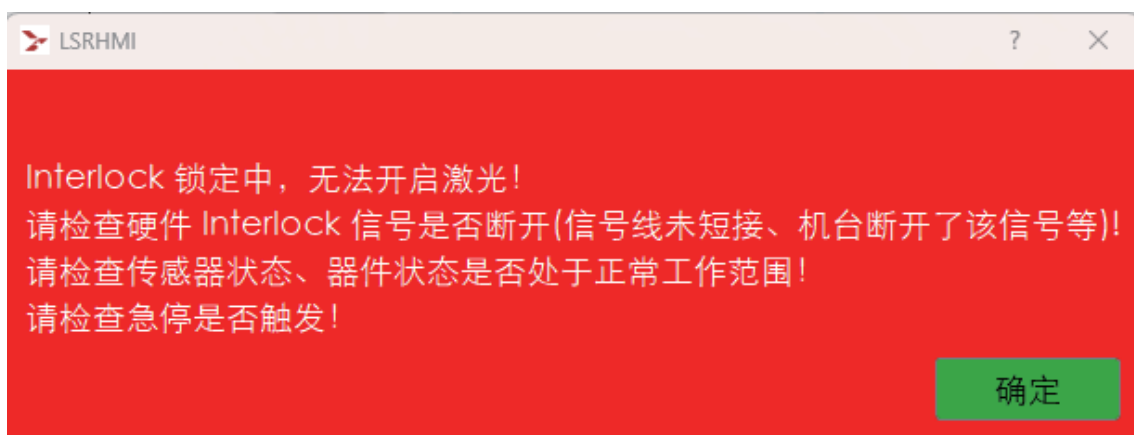 LSRHMI
Interlock 锁定中，无法开启激光！
请检查硬件 Interlock 信号是否断开(信号线未短接、机台断开了该信号等)!
请检查传感器状态、器件状态是否处于正常工作范围！
请检查急停是否触发！
确定